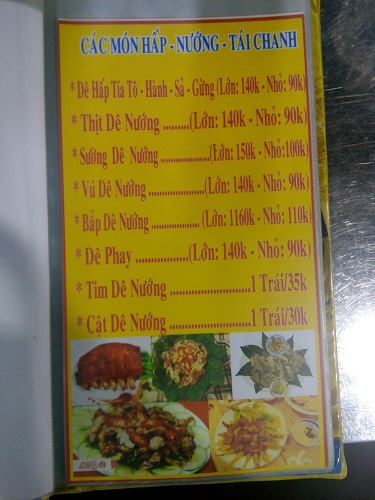 CÁC MÓN HẤP - NƯỚNG - TÁI CHANH
* Dê Hấp Tía Tô - Hành - Sả - Gừng (Lớn: 140k - Nhỏ: 90k)
* Thịt Dê Nướng .........(Lớn: 140k - Nhỏ: 90k)
* Sường Dê Nướng ....................(Lớn: 150k - Nhỏ:100k)
* Vú Dê Nướng ....................(Lớn: 140k - Nhỏ: 90k)
* Bắp Dê Nướng .................... (Lớn: 1160k - Nhỏ: 110k)
* Dê Phay ..............(Lớn: 140k - Nhỏ: 90k)
* Tim Dê Nướng ...........................1 Trái/35k
* Cật Dê Nướng ...........................1 Trái/30k